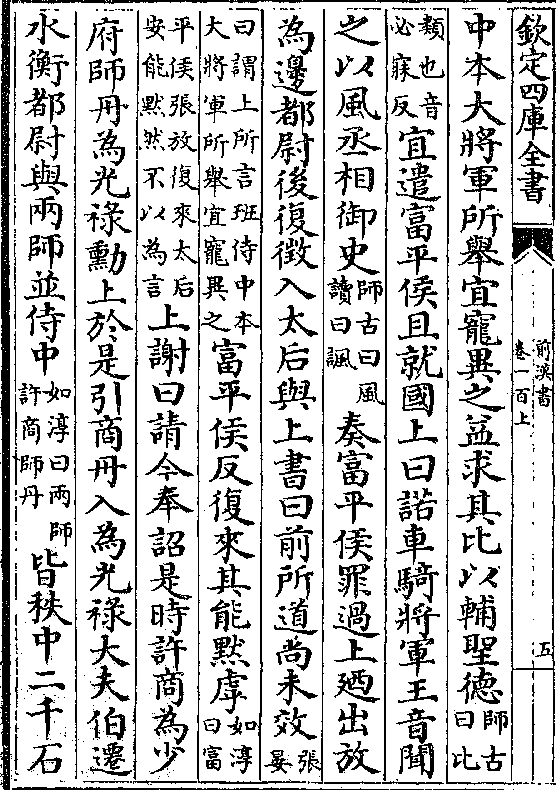 欽定四庫全書
前漢書
卷一百上
五
中本大將軍所舉宜寵異之益求其比以輔聖德師古曰比
類也音必寐反宜遣富平侯且就國上曰諾車騎將軍王音聞
之以風丞相御史師古曰風讀曰諷奏富平侯罪過上廼出放
為邊都尉後復徵入太后與上書曰前所道尚未效張晏
曰謂上所言班侍中本大將軍所舉宜寵異之富平侯反復來其能黙虖如淳曰富
平侯張放復來太后安能黙然不以為言上謝曰請今奉詔是時許商為少
府師丹為光祿勳上於是引商丹入為光祿大夫伯遷
水衡都尉與兩師並侍中如淳曰兩師許商師丹皆秩中二千石